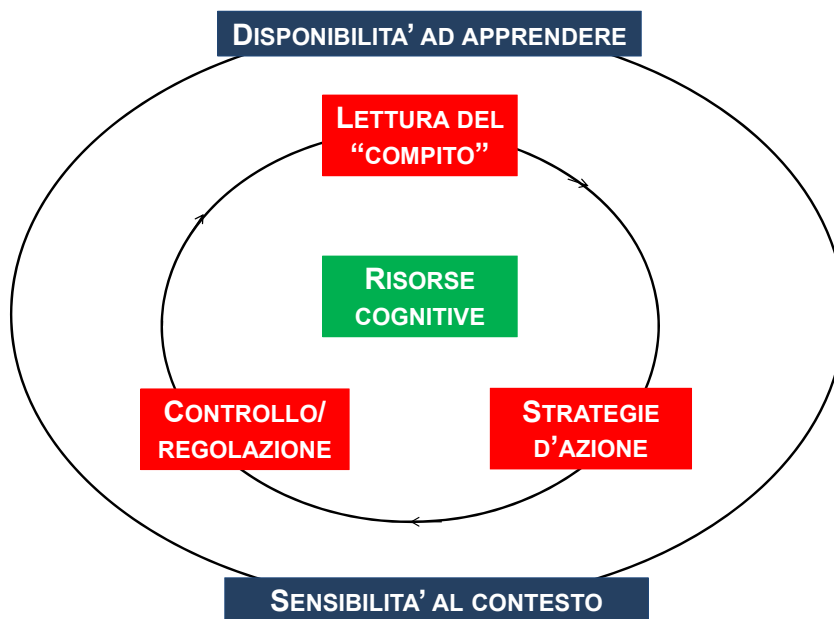 DISPONIBILITA' AD APPRENDERE
LETTURA DEL
“COMPITO”
RISORSE
COGNITIVE
CONTROLLO/
REGOLAZIONE
STRATEGIE
D'AZIONE
SENSIBILITA' AL CONTESTO